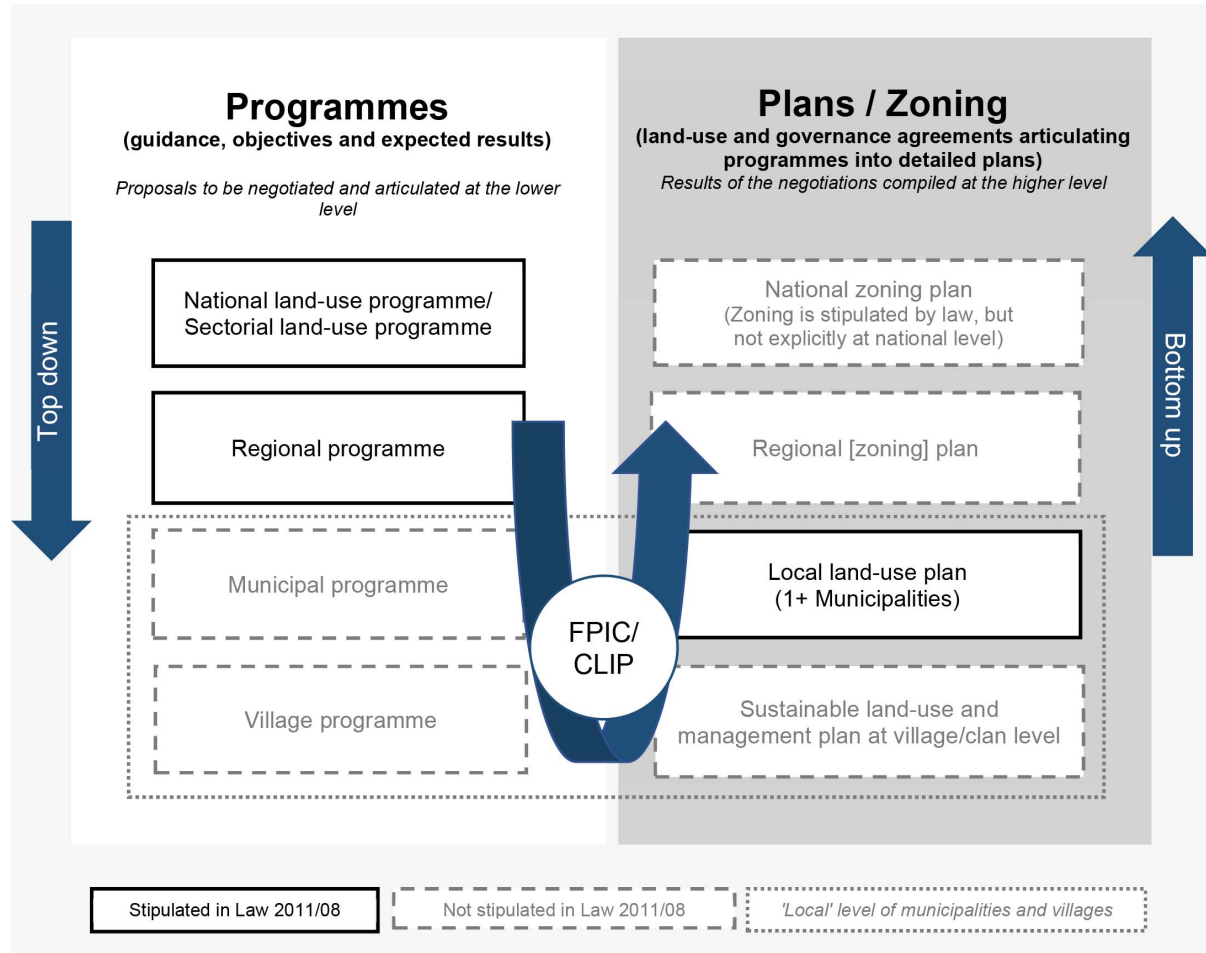 Programmes
(guidance, objectives and expected results)
Proposals to be negotiated and articulated at the lower
level
Plans / Zoning
(land-use and governance agreements articulating
programmes into detailed plans)
Results of the negotiations compiled at the higher level
Top down
National land-use programme/
Sectorial land-use programme
National zoning plan
(Zoning is stipulated by law, but
not explicitly at national level)
Bottom up
Regional programme
Regional [zoning] plan
Municipal programme
Local land-use plan
(1+ Municipalities)
FPIC/
CLIP
Village programme
Sustainable land-use and
management plan at village/clan level
Stipulated in Law 2011/08
Not stipulated in Law 2011/08
'Local' level of municipalities and villages